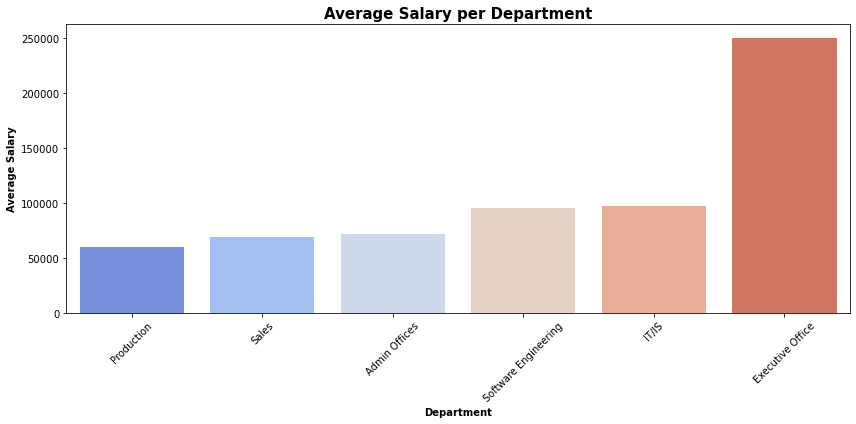 Average Salary per Department
Average Salary
250000
200000
150000
100000
50000
0
Production
Sales
Admin Offices
Software Engineering
IT/IS
Executive Office
Department